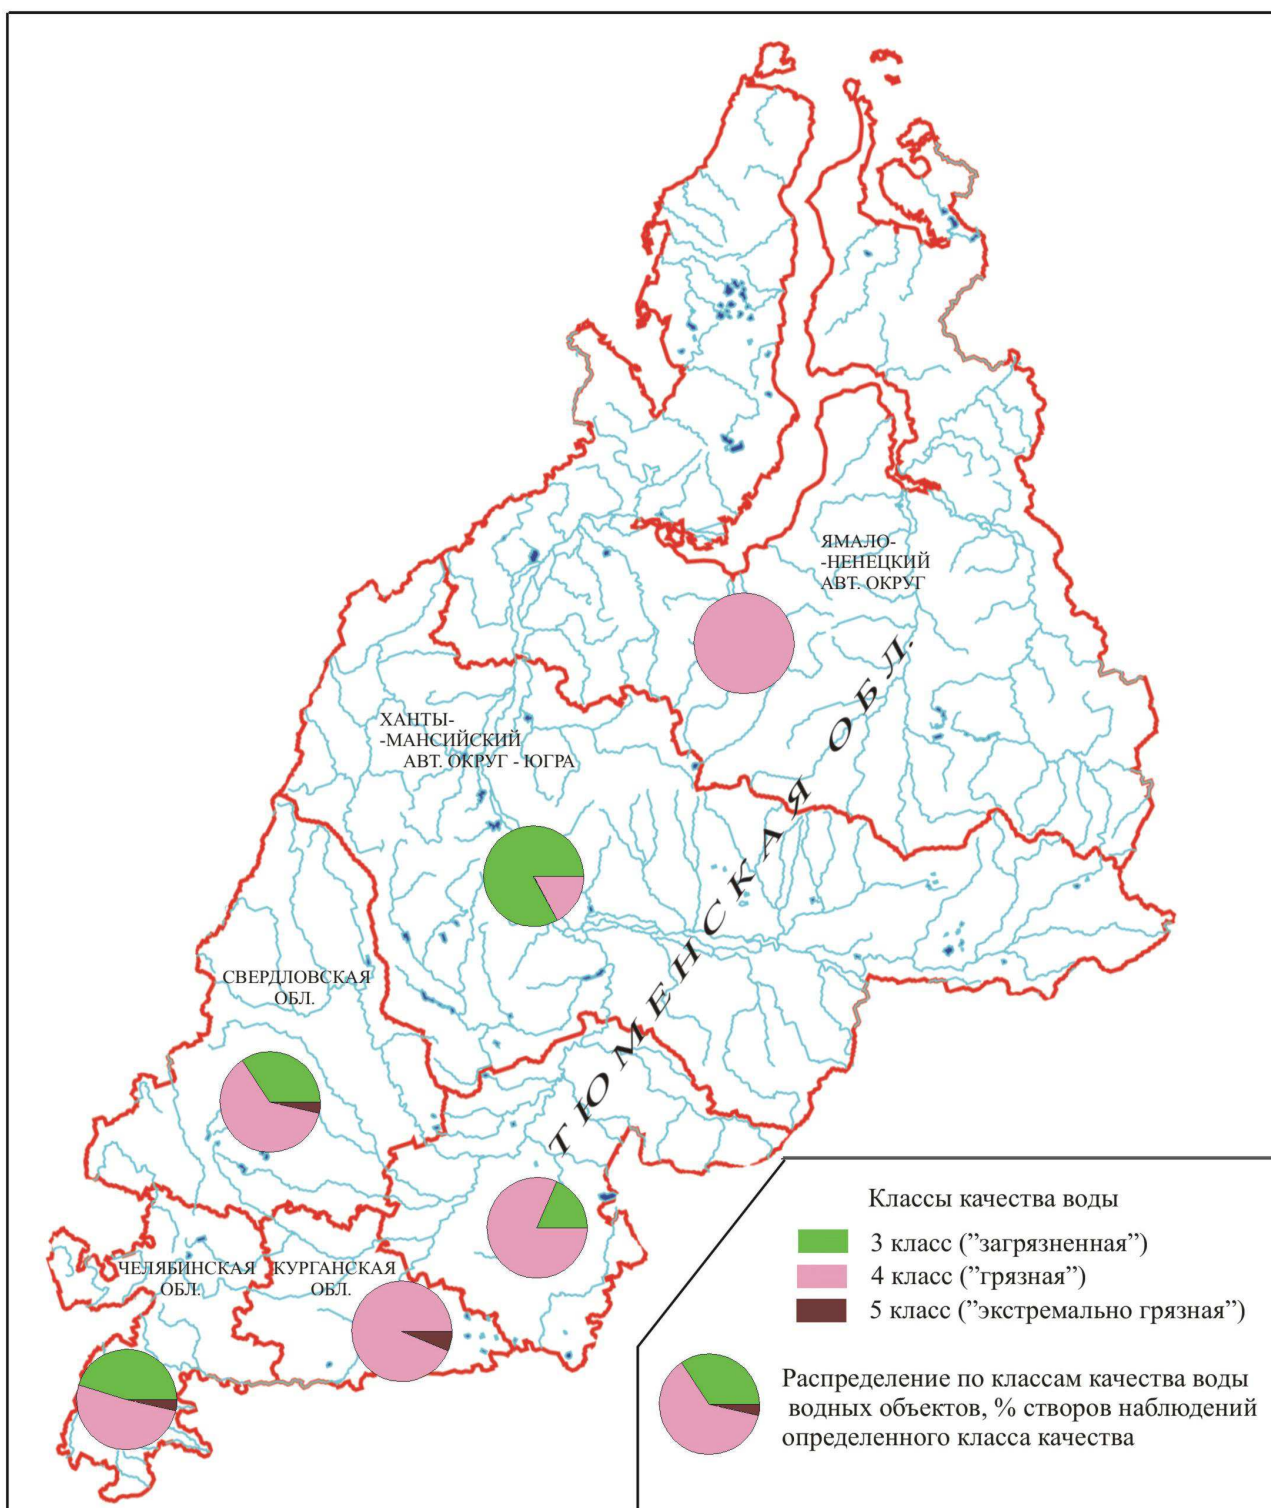 ЯМАЛО-
-НЕНЕЦКИЙ
АВТ. ОКРУГ
ХАНТЫ-
-МАНСИЙСКИЙ
АВТ. ОКРУГ - ЮГРА
ТЮМЕНСКАЯ ОБЛ.
СВЕРДЛОВСКАЯ
ОБЛ.
ЧЕЛЯБИНСКАЯ
ОБЛ.
КУРГАНСКАЯ
ОБЛ.
Классы качества воды
3 класс (”загрязненная”)
4 класс (”грязная”)
5 класс (”экстремально грязная”)
Распределение по классам качества воды
водных объектов, % створов наблюдений
определенного класса качества